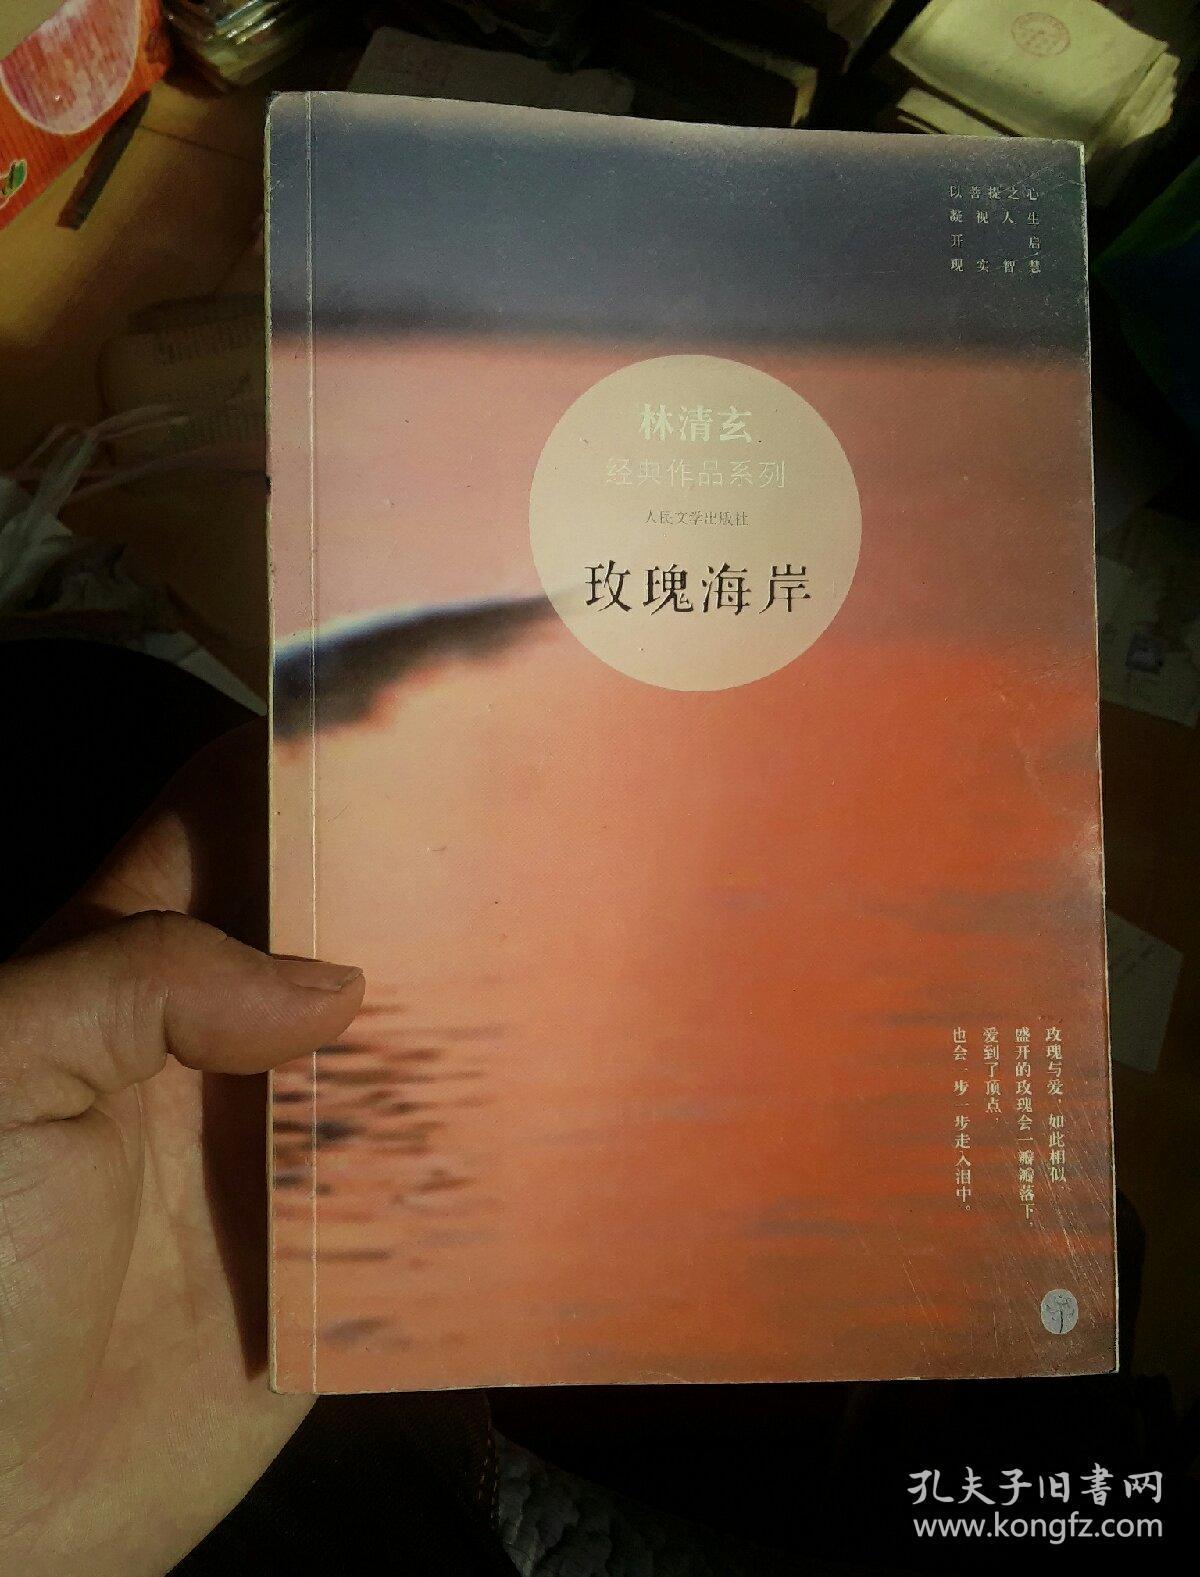 以菩提之心
凝视人生
开启
现实智慧
林清玄
经典作品系列
人民文学出版社
玫瑰海岸
玫瑰与爱，如此相似，
盛开的玫瑰会一瓣瓣落下，
爱到了顶点，
也会一步一步走入泪中。
孔夫子旧书网
www.kongfz.com